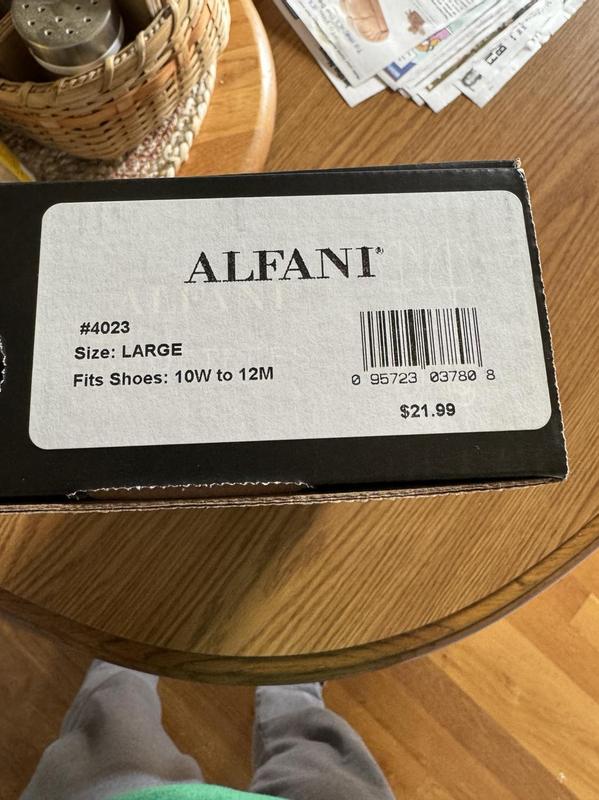 ALFANI®
#4023
Size: LARGE
Fits Shoes: 10W to 12M
0 95723 03780 8
$21.99